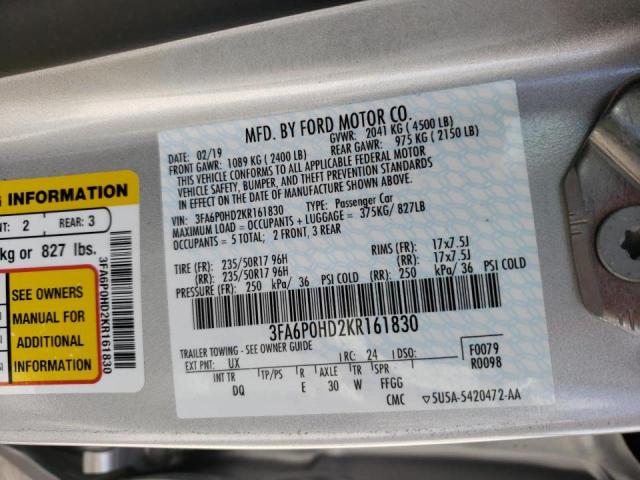 MFD. BY FORD MOTOR CO.
DATE: 02/19 GVWR: 2041 KG ( 4500 LB)
FRONT GAWR: 1089 KG ( 2400 LB) REAR GAWR: 975 KG ( 2150 LB)
THIS VEHICLE CONFORMS TO ALL APPLICABLE FEDERAL MOTOR
VEHICLE SAFETY, BUMPER, AND THEFT PREVENTION STANDARDS
IN EFFECT ON THE DATE OF MANUFACTURE SHOWN ABOVE.
VIN: 3FA6P0HD2KR161830 TYPE: Passenger Car
MAXIMUM LOAD = OCCUPANTS + LUGGAGE = 375KG/ 827LB
OCCUPANTS = 5 TOTAL; 2 FRONT, 3 REAR
TIRE (FR): 235/50R17 96H RIMS (FR): 17x7.5J
(RR): 235/50R17 96H (RR): 17x7.5J
PRESSURE (FR): 250 kPa/ 36 PSI COLD (RR): 250 kPa/ 36 PSI COLD
3FA6P0HD2KR161830
TRAILER TOWING - SEE OWNER GUIDE
EXT PNT: UX RC: 24 DSO: F0079
R0098
INT TR TP/PS R AXLE TR SPR
DQ E 30 W FFGG
CMC ▽5U5A-5420472-AA
G INFORMATION
NT: 2 REAR: 3
kg or 827 lbs.
SEE OWNERS
MANUAL FOR
ADDITIONAL
INFORMATION
3FA6P0HD2KR161830